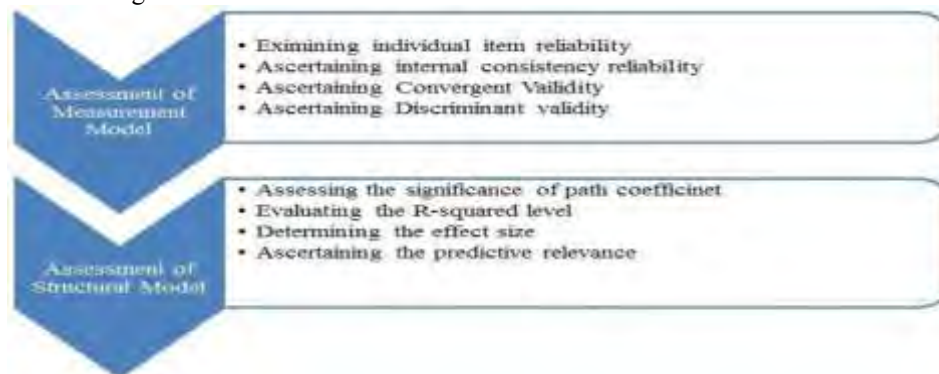 • Eximining individual item reliability
• Ascertaining internal consistency reliability
• Ascertaining Convergent Vailidity
• Ascertaining Discriminant validity
Assessment of
Measurement
Model
• Assessing the significance of path coefficinet
• Evaluating the R-squared level
• Determining the effect size
• Ascertaining the predictive relevance
Assessment of
Structural Model